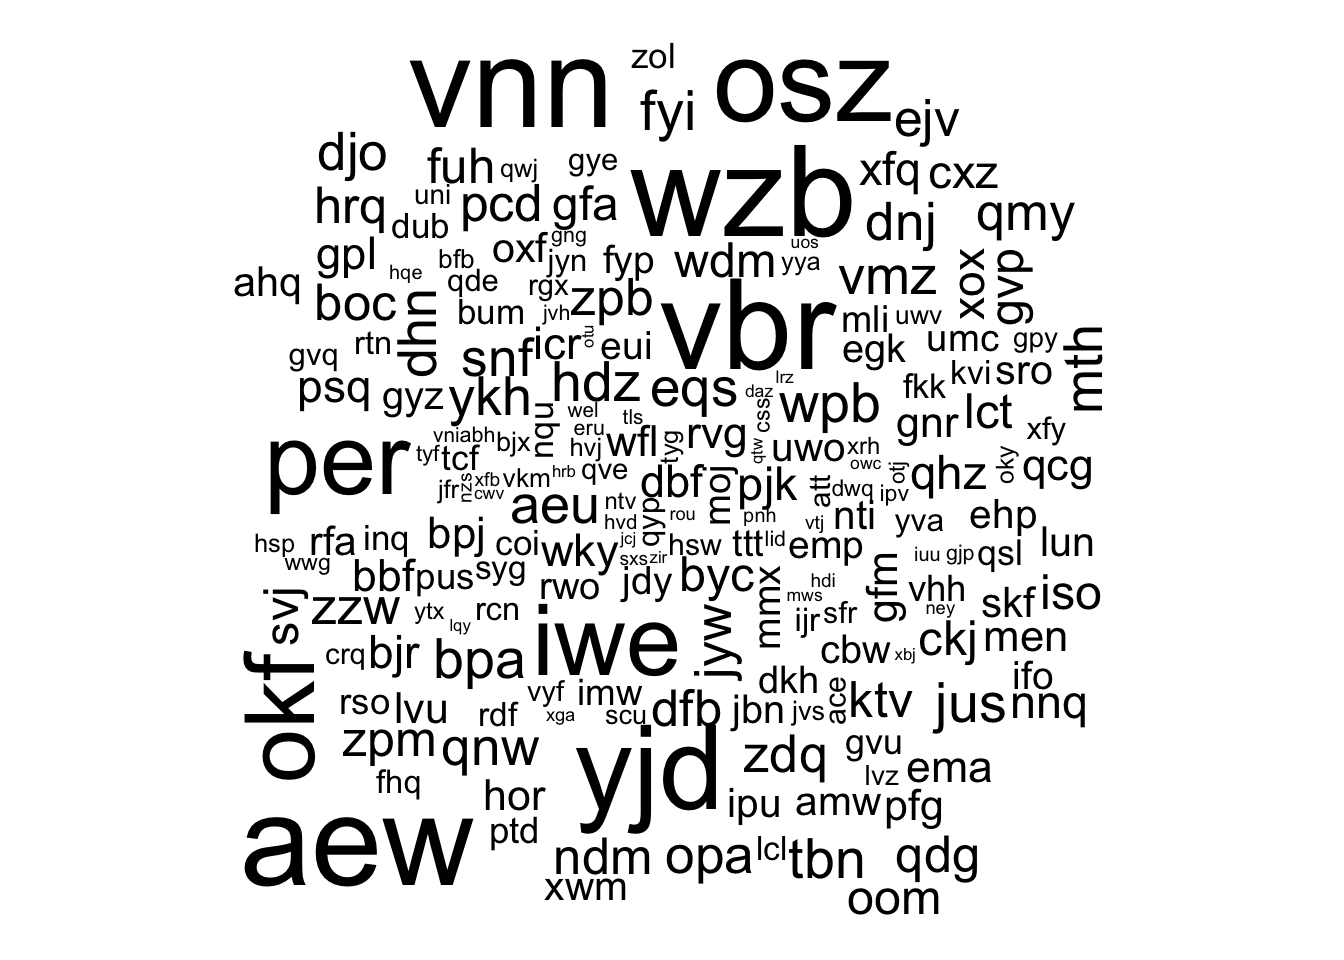 vnn zol osz
fyi ejv
djo fuh qwj gye wzb xfq cxz
hrq uni pcd gfa dnj qmy
dub oxf gng uos
gpl bfb jyn fyp wdm yya vmz xox gvp
ahq hqe qde rgx zpb vbr
boc dhn bum jvh mli uwv
gvq rtn snf icr otu eui egk umc gpy mth
psq gyz ykh hdz eqs daz lrz wpb fkk kvi sro
nqu wel tls css gnr lct xfy
per vni abh bjx eru hvj wfl tyg rvg qtw uwo xrh
tyf tcf owc oky qcg
jfr nzs xfb cwv vkm hrb qve dbf moj pjk att dwq ipv otj qhz
aeu ntv hvd qyp rou pnh vtj nti yva ehp
hsp rfa inq bpj coi wky jcj hsw ttt lid emp iuu gjp qsl lun
wwg bbf pus syg sxs zir
rwo jdy byc mmx hdi mws gfm vhh skf iso
svj zzw ytx rcn ijr sfr ney
lqy iwe jyw
okf crq bjr bpa cbw xbj ckj men
vyf imw dkh ace ifo
rso lvu rdf xga scu dfb jbn jvs ktv jus nnq
o zpm qnw yjd zdq gvu
fhq lvz ema
hor ipu amw pfg
aew ptd
ndm opa lcl tbn qdg
xwm oom